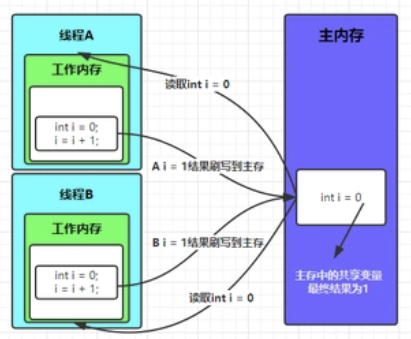 线程A
工作内存
int i = 0;
i = i + 1;
读取int i = 0
A i = 1结果刷写到主存
主内存
int i = 0
主存中的共享变量
最终结果为1
线程B
工作内存
int i = 0;
i = i + 1;
B i = 1结果刷写到主存
读取int i = 0